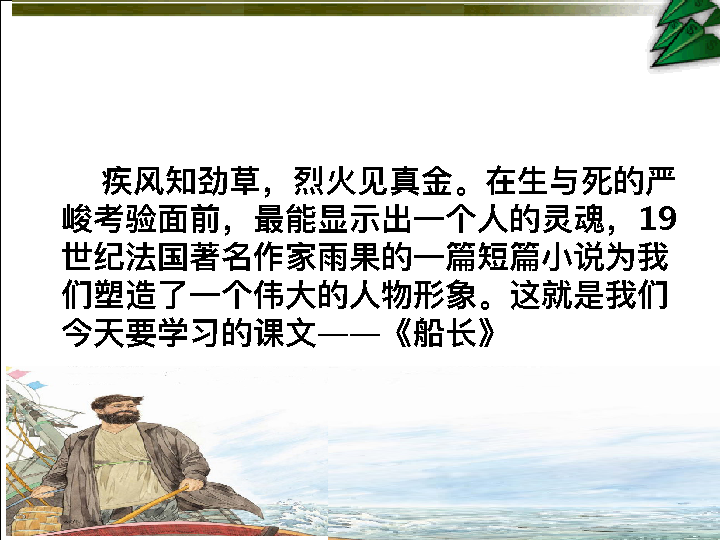 疾风知劲草，烈火见真金。在生与死的严
峻考验面前，最能显示出一个人的灵魂，19
世纪法国著名作家雨果的一篇短篇小说为我
们塑造了一个伟大的人物形象。这就是我们
今天要学习的课文——《船长》